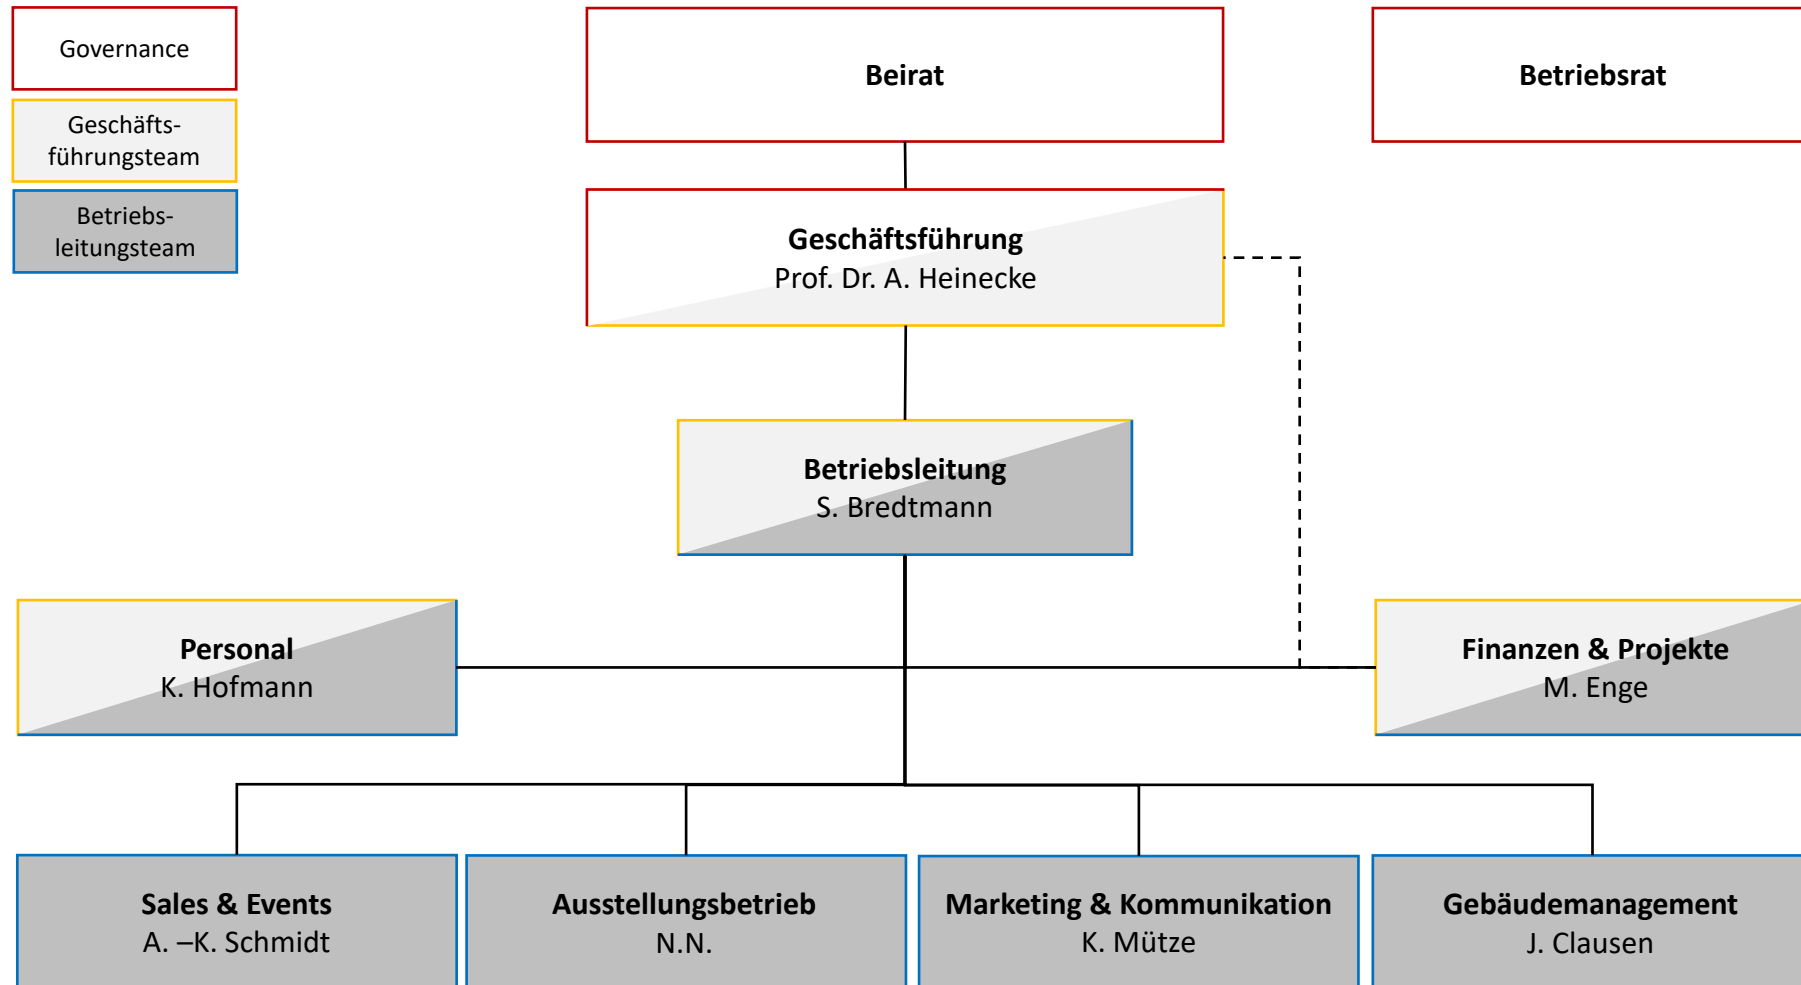 Governance
Geschäfts-
führungsteam
Betriebs-
leitungsteam
Beirat
Betriebsrat
Geschäftsführung
Prof. Dr. A. Heinecke
Betriebsleitung
S. Bredtmann
Personal
K. Hofmann
Finanzen & Projekte
M. Enge
Sales & Events
A. –K. Schmidt
Ausstellungsbetrieb
N.N.
Marketing & Kommunikation
K. Mütze
Gebäudemanagement
J. Clausen